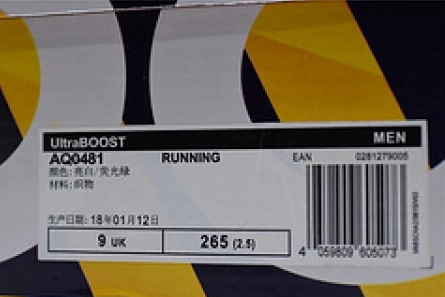 UltraBOOST MEN
AQ0481 RUNNING EAN 0281279005
颜色:亮白/荧光绿
材料:织物
生产日期: 18年01月12日
9 UK 265 (2.5)
4 059809 605073